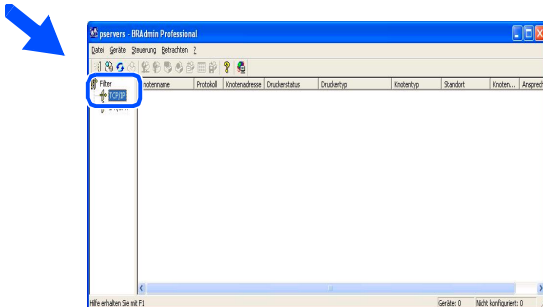 pservers - BRAdmin Professional
Datei Geräte Steuerung Betrachten ?
Filter
TCP/IP
notenname Protokoll Knotenadresse Druckerstatus Druckertyp Knotentyp Standort Knoten... Ansprech
Hilfe erhalten Sie mit F1
Geräte: 0 Nicht konfiguriert: 0